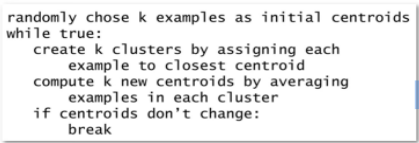 randomly chose k examples as initial centroids
while true:
create k clusters by assigning each
example to closest centroid
compute k new centroids by averaging
examples in each cluster
if centroids don't change:
break